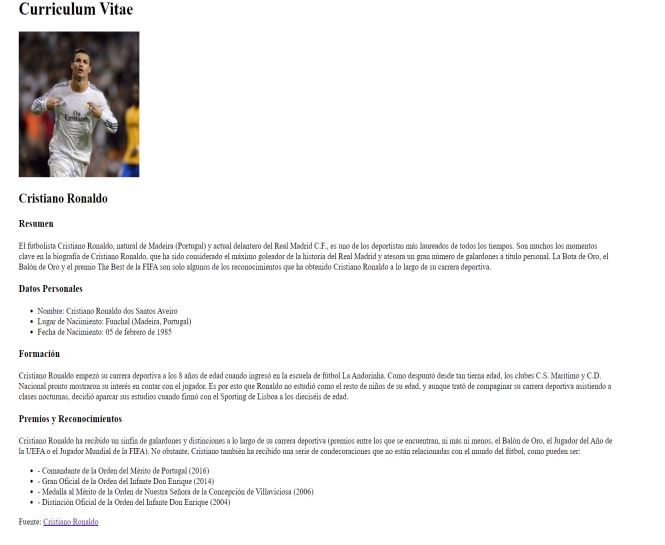 Curriculum Vitae
Fly
Emirates
Cristiano Ronaldo
Resumen
El futbolista Cristiano Ronaldo, natural de Madeira (Portugal) y actual delantero del Real Madrid C.F., es uno de los deportistas más laureados de todos los tiempos. Son muchos los momentos
clave en la biografía de Cristiano Ronaldo, que ha sido considerado el máximo goleador de la historia del Real Madrid y atesora un gran número de galardones a título personal. La Bota de Oro, el
Balón de Oro y el premio The Best de la FIFA son solo algunos de los reconocimientos que ha obtenido Cristiano Ronaldo a lo largo de su carrera deportiva.
Datos Personales
• Nombre: Cristiano Ronaldo dos Santos Aveiro
• Lugar de Nacimiento: Funchal (Madeira, Portugal)
• Fecha de Nacimiento: 05 de febrero de 1985
Formación
Cristiano Ronaldo empezó su carrera deportiva a los 8 años de edad cuando ingresó en la escuela de fútbol La Andorinha. Como despuntó desde tan tierna edad, los clubes C.S. Marítimo y C.D.
Nacional pronto mostraron su interés en contar con el jugador. Es por esto que Ronaldo no estudió como el resto de niños de su edad, y aunque trató de compaginar su carrera deportiva asistiendo a
clases nocturnas, decidió aparcar sus estudios cuando firmó con el Sporting de Lisboa a los dieciséis de edad.
Premios y Reconocimientos
Cristiano Ronaldo ha recibido un sinfín de galardones y distinciones a lo largo de su carrera deportiva (premios entre los que se encuentran, ni más ni menos, el Balón de Oro, el Jugador del Año de
la UEFA o el Jugador Mundial de la FIFA). No obstante, Cristiano también ha recibido una serie de condecoraciones que no están relacionadas con el mundo del fútbol, como pueden ser:
• - Comandante de la Orden del Mérito de Portugal (2016)
• - Gran Oficial de la Orden del Infante Don Enrique (2014)
• - Medalla al Mérito de la Orden de Nuestra Señora de la Concepción de Villaviciosa (2006)
• - Distinción Oficial de la Orden del Infante Don Enrique (2004)
Fuente: Cristiano Ronaldo